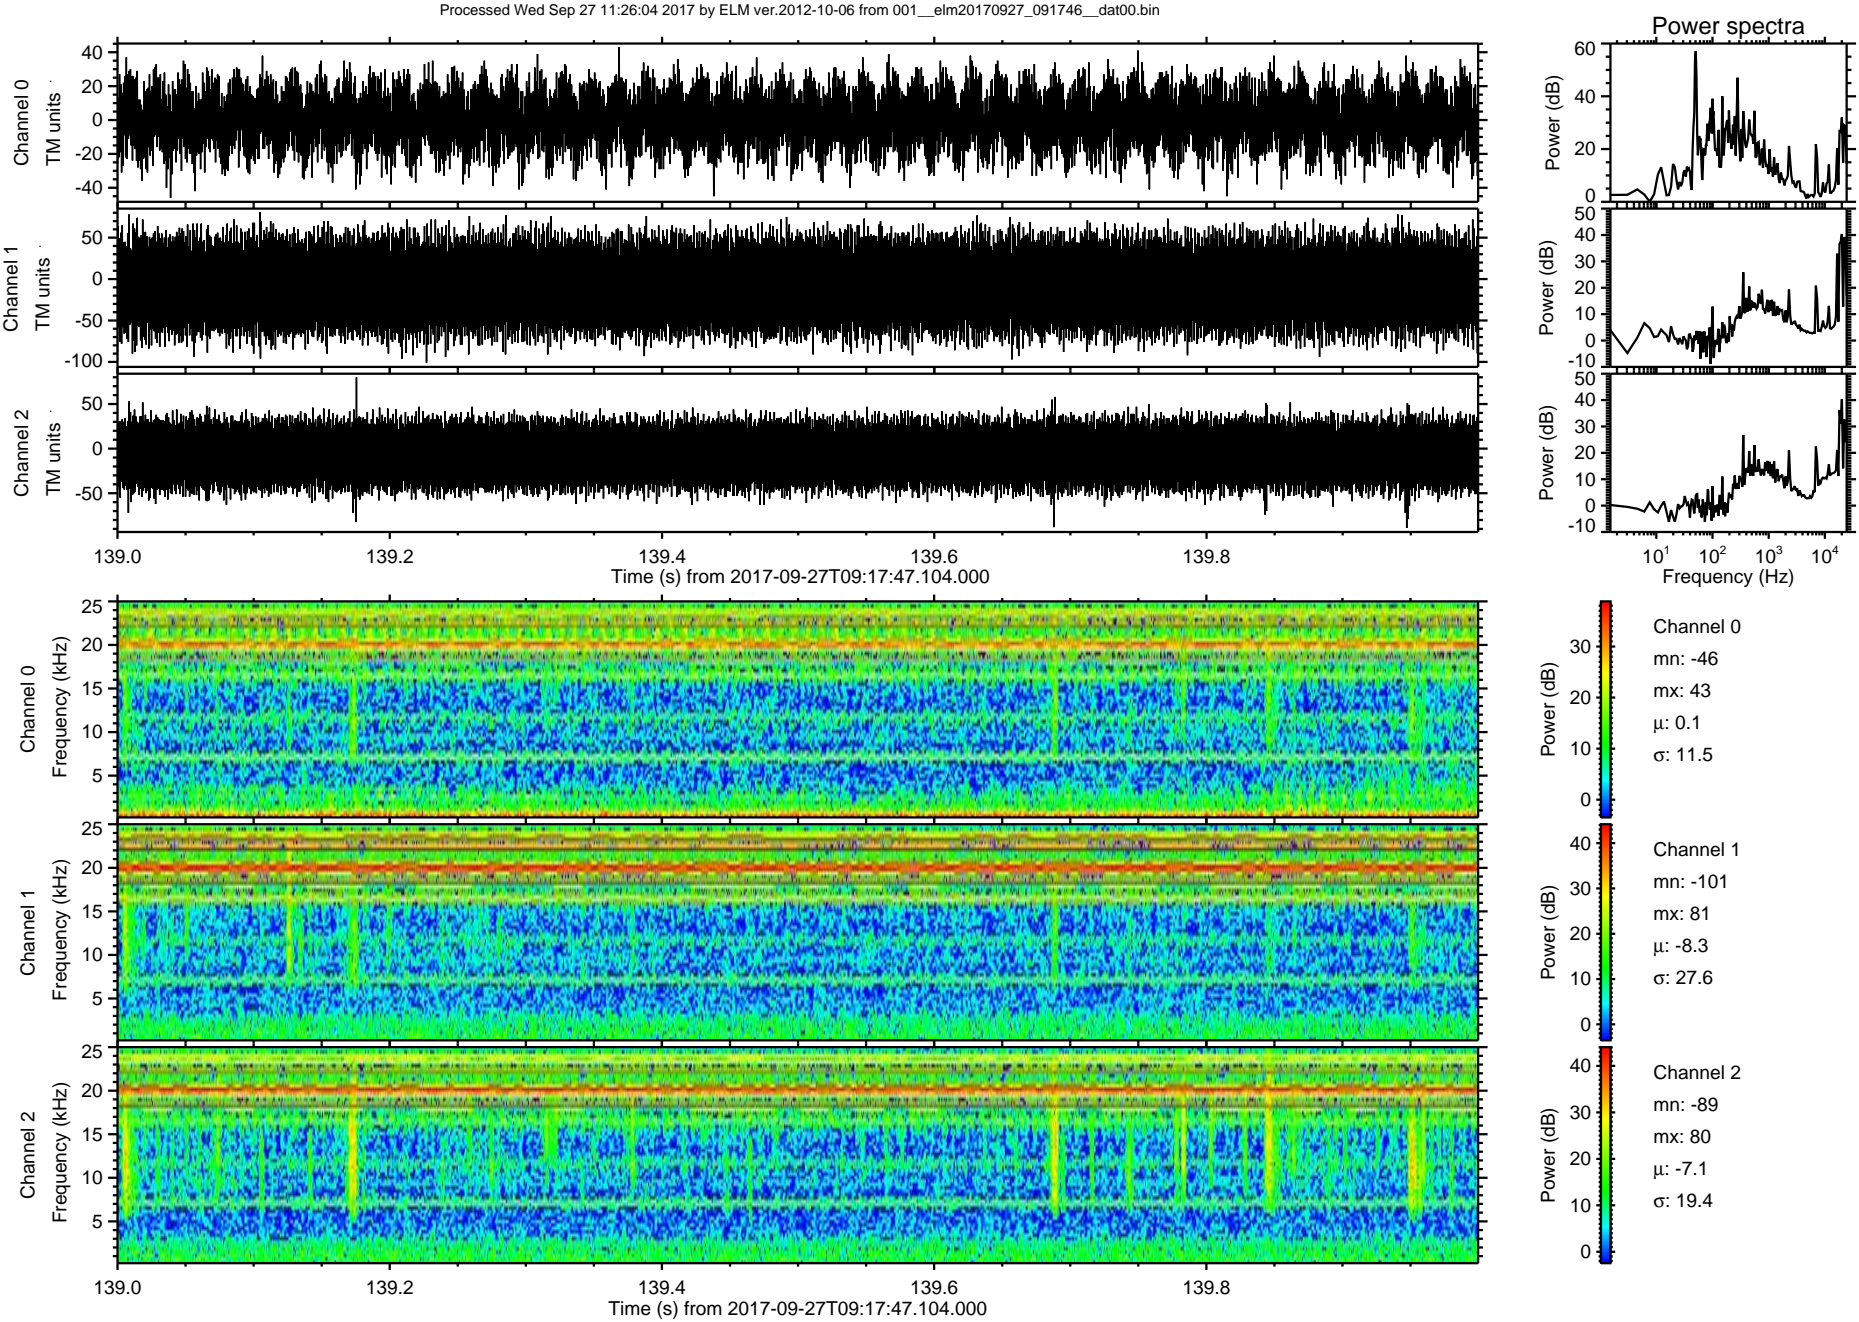 Processed Wed Sep 27 11:26:04 2017 by ELM ver.2012-10-06 from 001__elm20170927_091746__dat00.bin
Power spectra
Channel 0
TM units
40
20
0
-20
-40
Power (dB)
60
40
20
0
Channel 1
TM units
50
0
-50
-100
Power (dB)
50
40
30
20
10
0
-10
Channel 2
TM units
50
0
-50
Power (dB)
50
40
30
20
10
0
-10
139.0 139.2 139.4 139.6 139.8
Time (s) from 2017-09-27T09:17:47.104.000
10¹ 10² 10³ 10⁴
Frequency (Hz)
Channel 0
Frequency (kHz)
25
20
15
10
5
Power (dB)
30
20
10
0
Channel 0
mn: -46
mx: 43
μ: 0.1
σ: 11.5
Channel 1
Frequency (kHz)
25
20
15
10
5
Power (dB)
40
30
20
10
0
Channel 1
mn: -101
mx: 81
μ: -8.3
σ: 27.6
Channel 2
Frequency (kHz)
25
20
15
10
5
Power (dB)
40
30
20
10
0
Channel 2
mn: -89
mx: 80
μ: -7.1
σ: 19.4
139.0 139.2 139.4 139.6 139.8
Time (s) from 2017-09-27T09:17:47.104.000